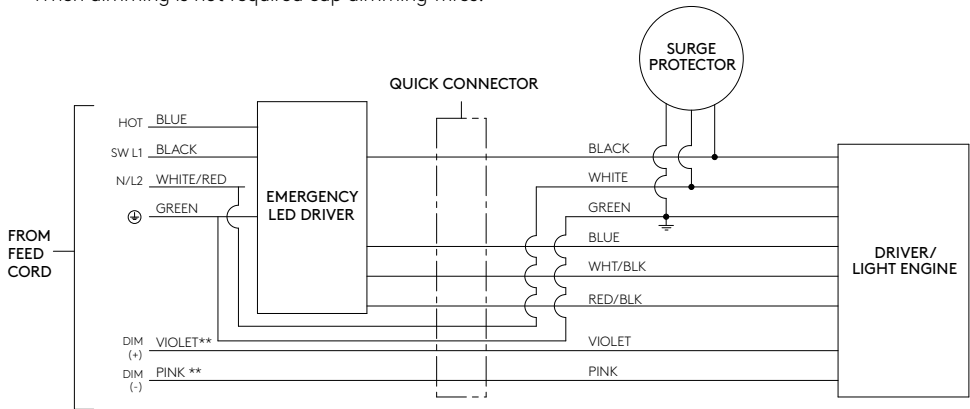 When dimming is not required cap dimming wires.
SURGE
PROTECTOR
QUICK CONNECTOR
HOT BLUE
SW L1 BLACK
N/L2 WHITE/RED
GREEN
EMERGENCY
LED DRIVER
FROM
FEED
CORD
BLACK
WHITE
GREEN
BLUE
WHT/BLK
RED/BLK
DRIVER/
LIGHT ENGINE
DIM
(+)
VIOLET**
VIOLET
DIM
(-)
PINK **
PINK